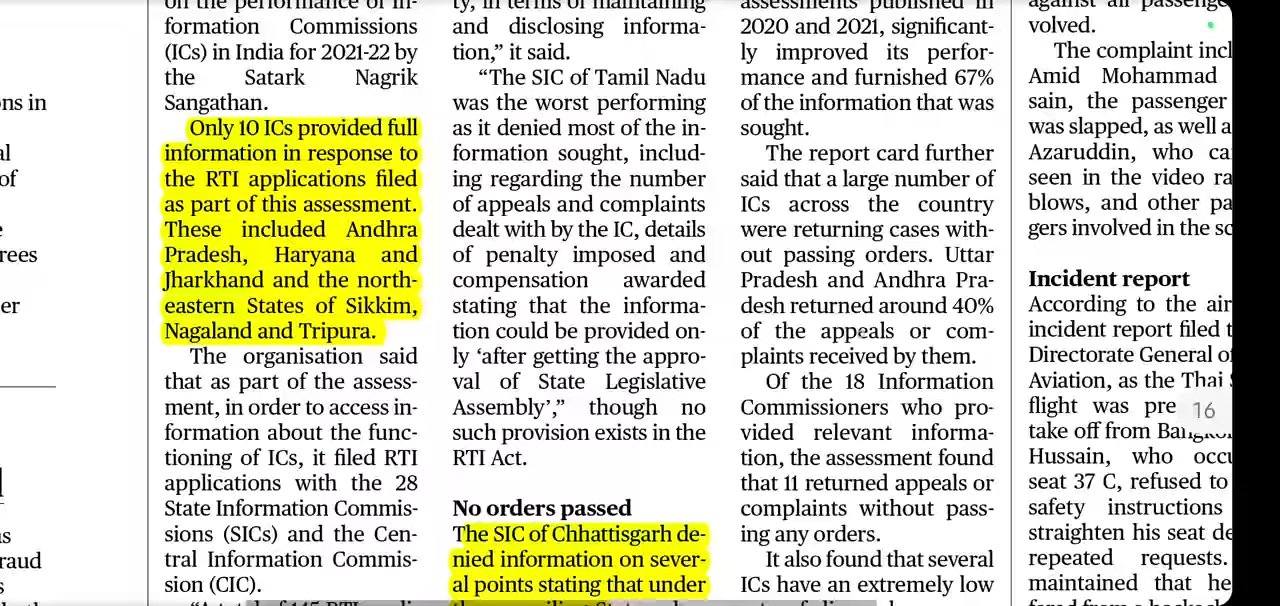 ons in
al
of
e
rees
er
as
raud
s
on the performance of In-
formation Commissions
(ICs) in India for 2021-22 by
the Satark Nagrik
Sangathan.
Only 10 ICs provided full
information in response to
the RTI applications filed
as part of this assessment.
These included Andhra
Pradesh, Haryana and
Jharkhand and the north-
eastern States of Sikkim,
Nagaland and Tripura.
The organisation said
that as part of the assess-
ment, in order to access in-
formation about the func-
tioning of ICs, it filed RTI
applications with the 28
State Information Commis-
sions (SICs) and the Cen-
tral Information Commis-
sion (CIC).
ty, in terms of maintaining
and disclosing informa-
tion,” it said.
“The SIC of Tamil Nadu
was the worst performing
as it denied most of the in-
formation sought, includ-
ing regarding the number
of appeals and complaints
dealt with by the IC, details
of penalty imposed and
compensation awarded
stating that the informa-
tion could be provided on-
ly ‘after getting the appro-
val of State Legislative
Assembly’,” though no
such provision exists in the
RTI Act.
No orders passed
The SIC of Chhattisgarh de-
nied information on sever-
al points stating that under
assessments published in
2020 and 2021, significant-
ly improved its perfor-
mance and furnished 67%
of the information that was
sought.
The report card further
said that a large number of
ICs across the country
were returning cases with-
out passing orders. Uttar
Pradesh and Andhra Pra-
desh returned around 40%
of the appeals or com-
plaints received by them.
Of the 18 Information
Commissioners who pro-
vided relevant informa-
tion, the assessment found
that 11 returned appeals or
complaints without pass-
ing any orders.
It also found that several
ICs have an extremely low
against all passenge
volved.
The complaint incl
Amid Mohammad
sain, the passenger
was slapped, as well a
Azaruddin, who ca
seen in the video ra
blows, and other pa
gers involved in the sc
Incident report
According to the air
incident report filed t
Directorate General o
Aviation, as the Thai S
flight was pre
take off from Bangkok
Hussain, who occu
seat 37 C, refused to
safety instructions
straighten his seat de
repeated requests.
maintained that he
16